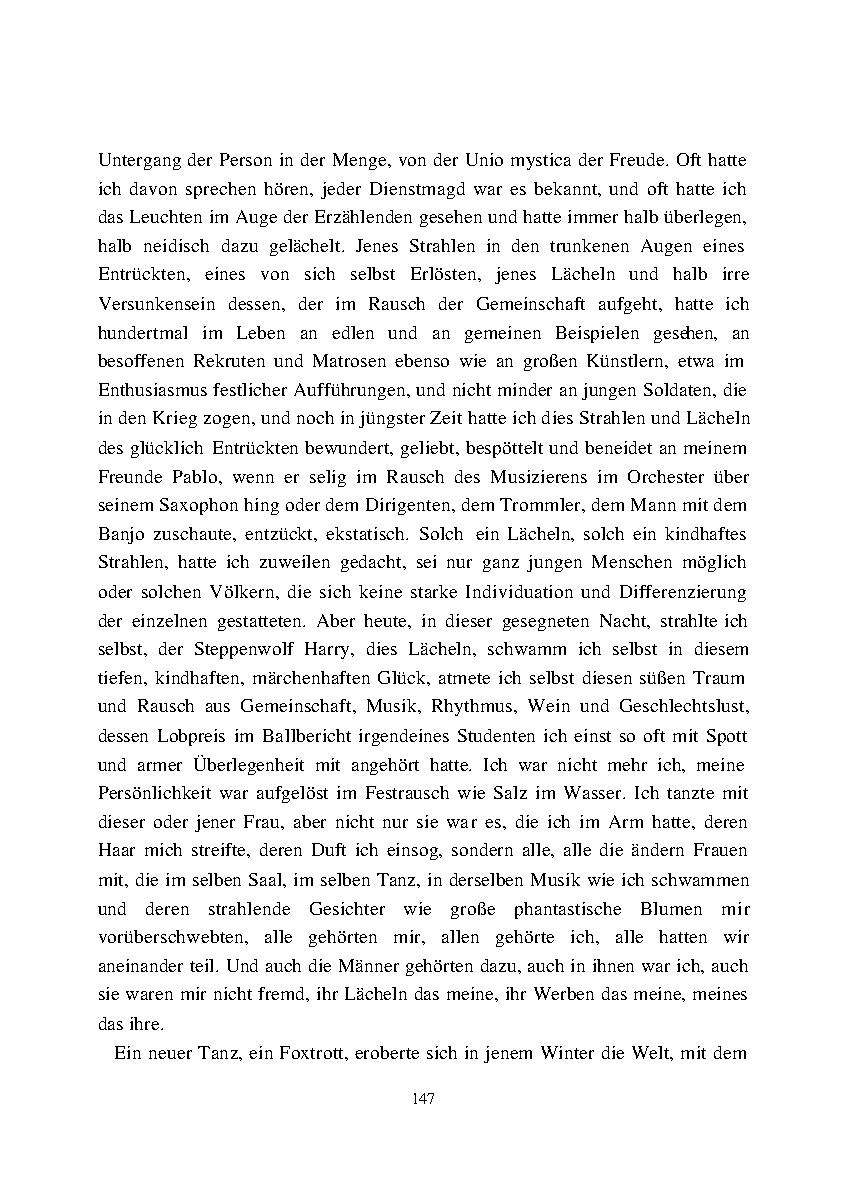 Untergang der Person in der Menge, von der Unio mystica der Freude. Oft hatte
ich davon sprechen hören, jeder Dienstmagd war es bekannt, und oft hatte ich
das Leuchten im Auge der Erzählenden gesehen und hatte immer halb überlegen,
halb neidisch dazu gelächelt. Jenes Strahlen in den trunkenen Augen eines
Entrückten, eines von sich selbst Erlösten, jenes Lächeln und halb irre
Versunkensein dessen, der im Rausch der Gemeinschaft aufgeht, hatte ich
hundertmal im Leben an edlen und an gemeinen Beispielen gesehen, an
besoffenen Rekruten und Matrosen ebenso wie an großen Künstlern, etwa im
Enthusiasmus festlicher Aufführungen, und nicht minder an jungen Soldaten, die
in den Krieg zogen, und noch in jüngster Zeit hatte ich dies Strahlen und Lächeln
des glücklich Entrückten bewundert, geliebt, bespöttelt und beneidet an meinem
Freunde Pablo, wenn er selig im Rausch des Musizierens im Orchester über
seinem Saxophon hing oder dem Dirigenten, dem Trommler, dem Mann mit dem
Banjo zuschaute, entzückt, ekstatisch. Solch ein Lächeln, solch ein kindhaftes
Strahlen, hatte ich zuweilen gedacht, sei nur ganz jungen Menschen möglich
oder solchen Völkern, die sich keine starke Individuation und Differenzierung
der einzelnen gestatteten. Aber heute, in dieser gesegneten Nacht, strahlte ich
selbst, der Steppenwolf Harry, dies Lächeln, schwamm ich selbst in diesem
tiefen, kindhaften, märchenhaften Glück, atmete ich selbst diesen süßen Traum
und Rausch aus Gemeinschaft, Musik, Rhythmus, Wein und Geschlechtslust,
dessen Lobpreis im Ballbericht irgendeines Studenten ich einst so oft mit Spott
und armer Überlegenheit mit angehört hatte. Ich war nicht mehr ich, meine
Persönlichkeit war aufgelöst im Festrausch wie Salz im Wasser. Ich tanzte mit
dieser oder jener Frau, aber nicht nur sie war es, die ich im Arm hatte, deren
Haar mich streifte, deren Duft ich einsog, sondern alle, alle die ändern Frauen
mit, die im selben Saal, im selben Tanz, in derselben Musik wie ich schwammen
und deren strahlende Gesichter wie große phantastische Blumen mir
vorüberschwebten, alle gehörten mir, allen gehörte ich, alle hatten wir
aneinander teil. Und auch die Männer gehörten dazu, auch in ihnen war ich, auch
sie waren mir nicht fremd, ihr Lächeln das meine, ihr Werben das meine, meines
das ihre.
Ein neuer Tanz, ein Foxtrott, eroberte sich in jenem Winter die Welt, mit dem
147